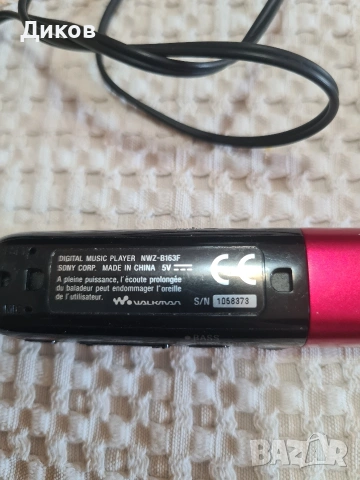 Диков
DIGITAL MUSIC PLAYER NWZ-B163F
SONY CORP. MADE IN CHINA 5V
A pleine puissance, l'écoute prolongée
du baladeur peut endommager l'oreille
de l'utilisateur.
CE
WALKMAN S/N 1058373
BASS
BAZAR